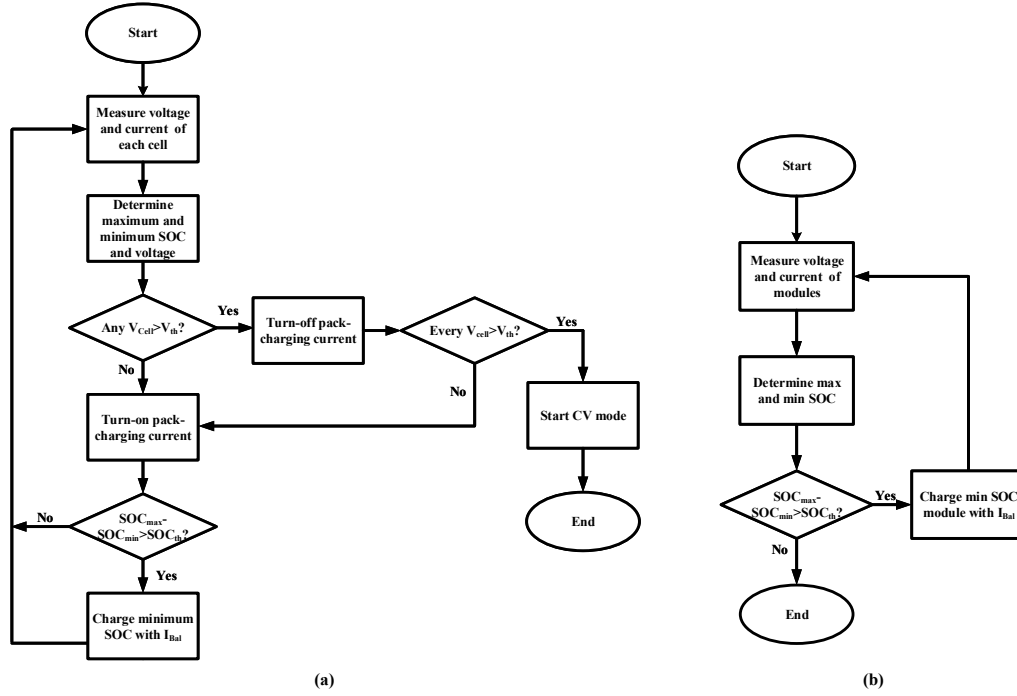 Start
Measure voltage
and current of
each cell
Determine
maximum and
minimum SOC
and voltage
Any V_Cell>V_th?
Yes
Turn-off pack-
charging current
Every V_cell>V_th?
Yes
No
No
Turn-on pack-
charging current
Start CV mode
SOC_max-
SOC_min>SOC_th?
No
Yes
End
Charge minimum
SOC with I_Bal
(a)
Start
Measure voltage
and current of
modules
Determine max
and min SOC
SOC_max-
SOC_min>SOC_th?
Yes
Charge min SOC
module with I_Bal
No
End
(b)